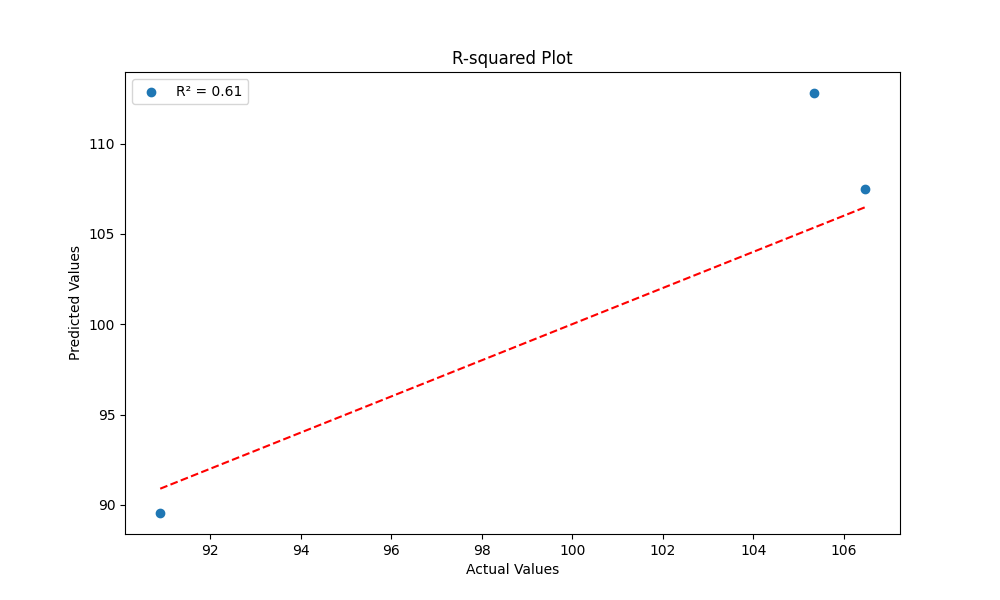 R-squared Plot
R² = 0.61
110
105
100
95
90
Predicted Values
92 94 96 98 100 102 104 106
Actual Values